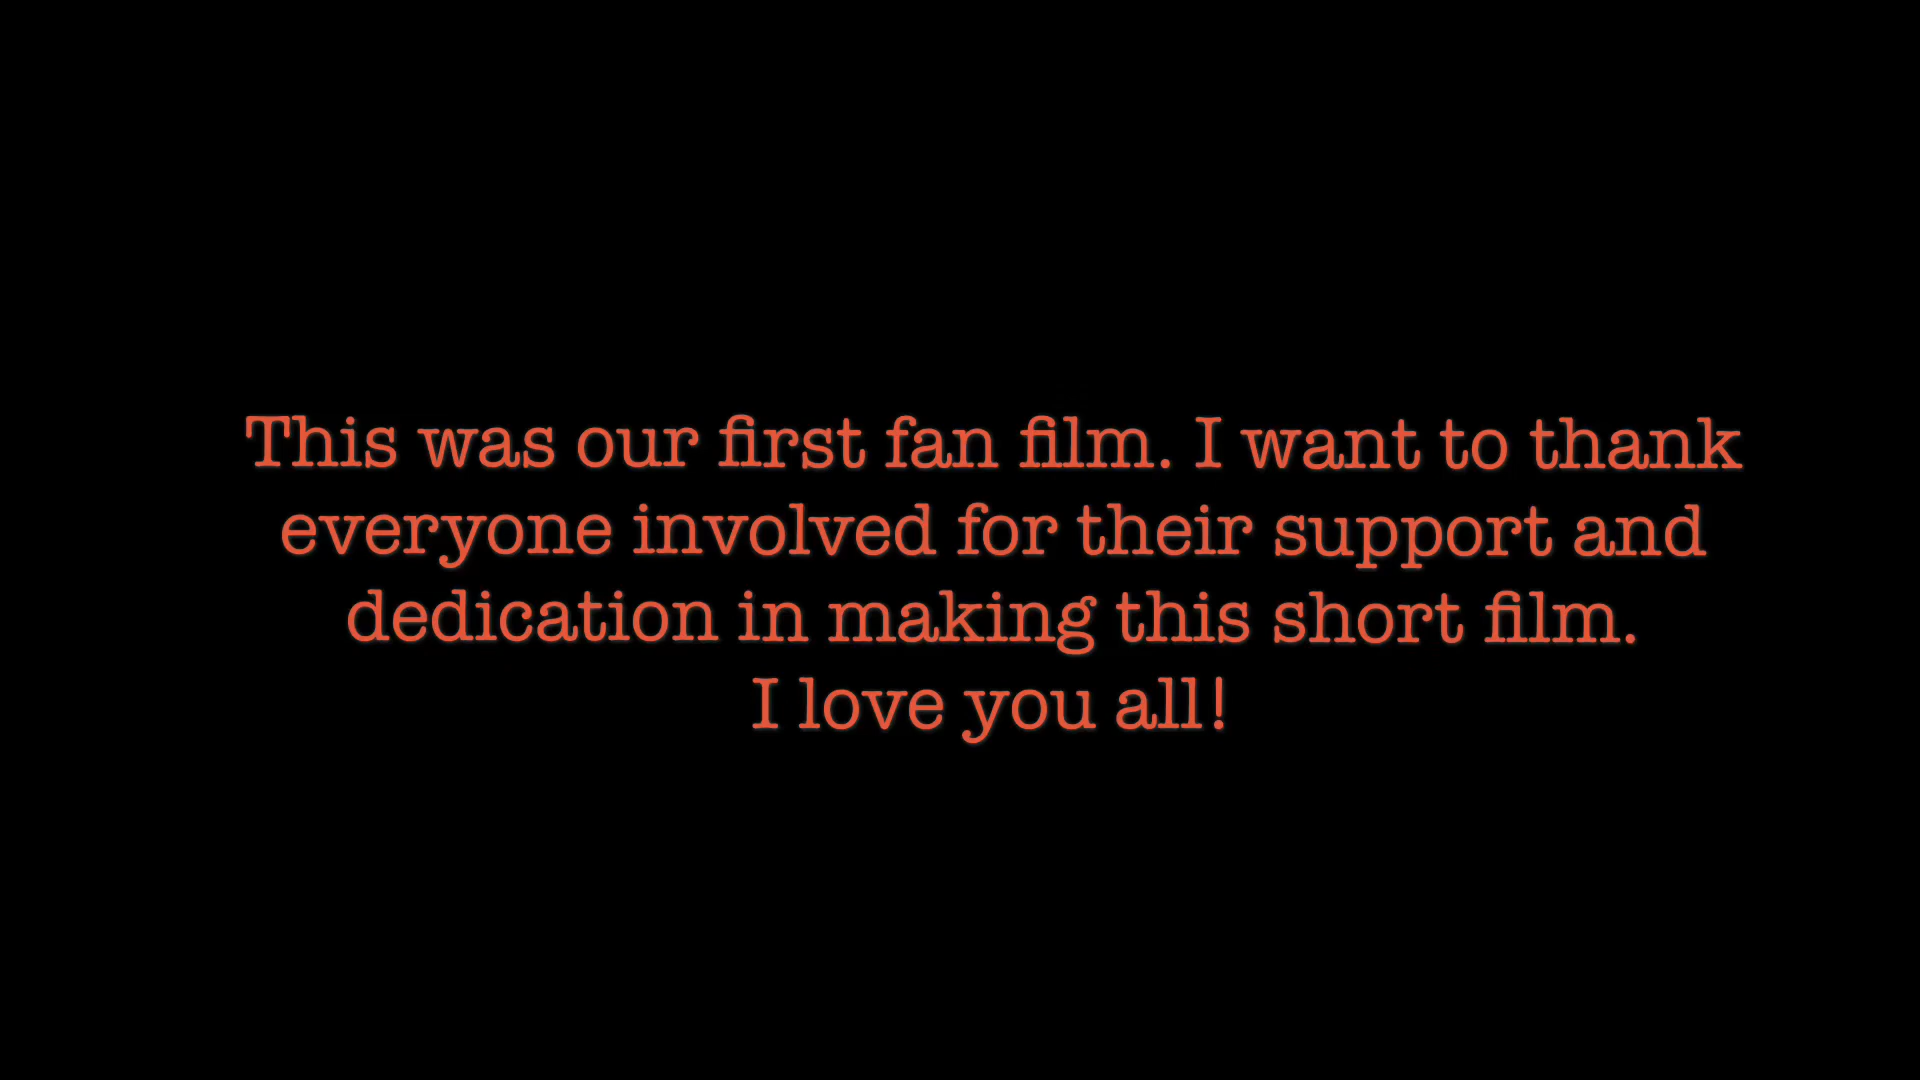 This was our first fan film. I want to thank
everyone involved for their support and
dedication in making this short film.
I love you all!